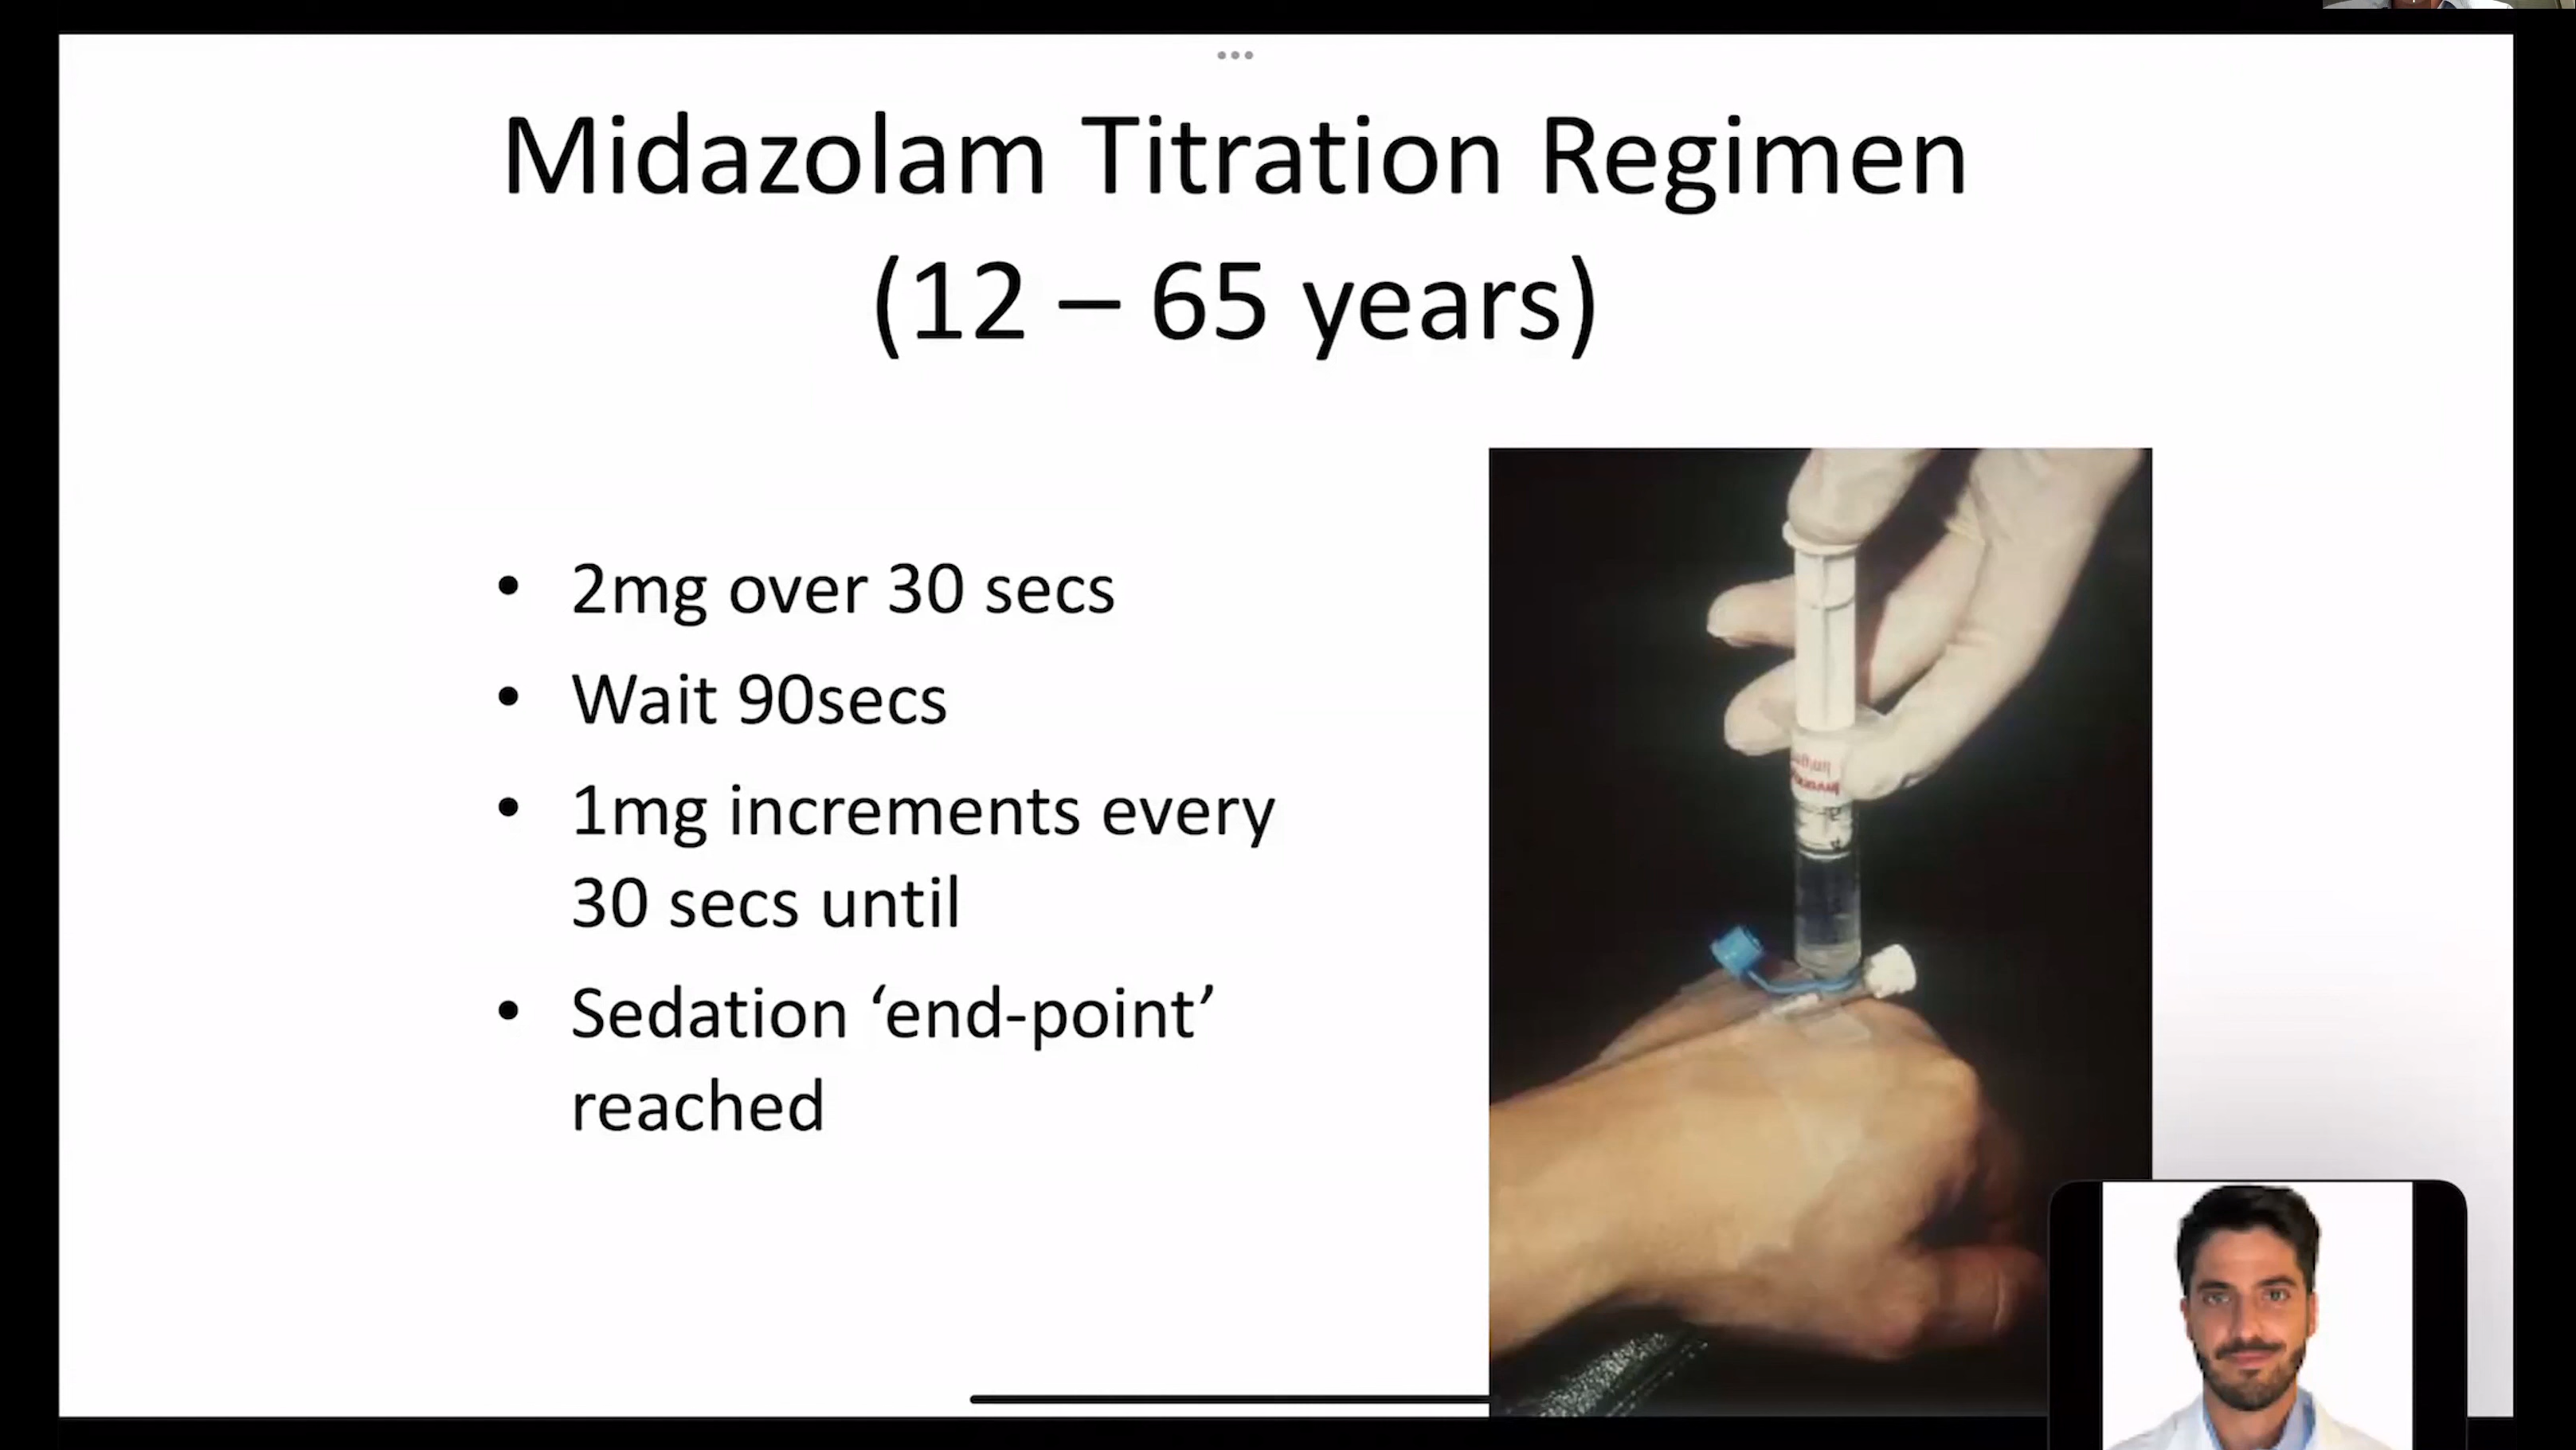 Midazolam Titration Regimen
(12 – 65 years)
• 2mg over 30 secs
• Wait 90secs
• 1mg increments every
30 secs until
• Sedation ‘end-point’
reached